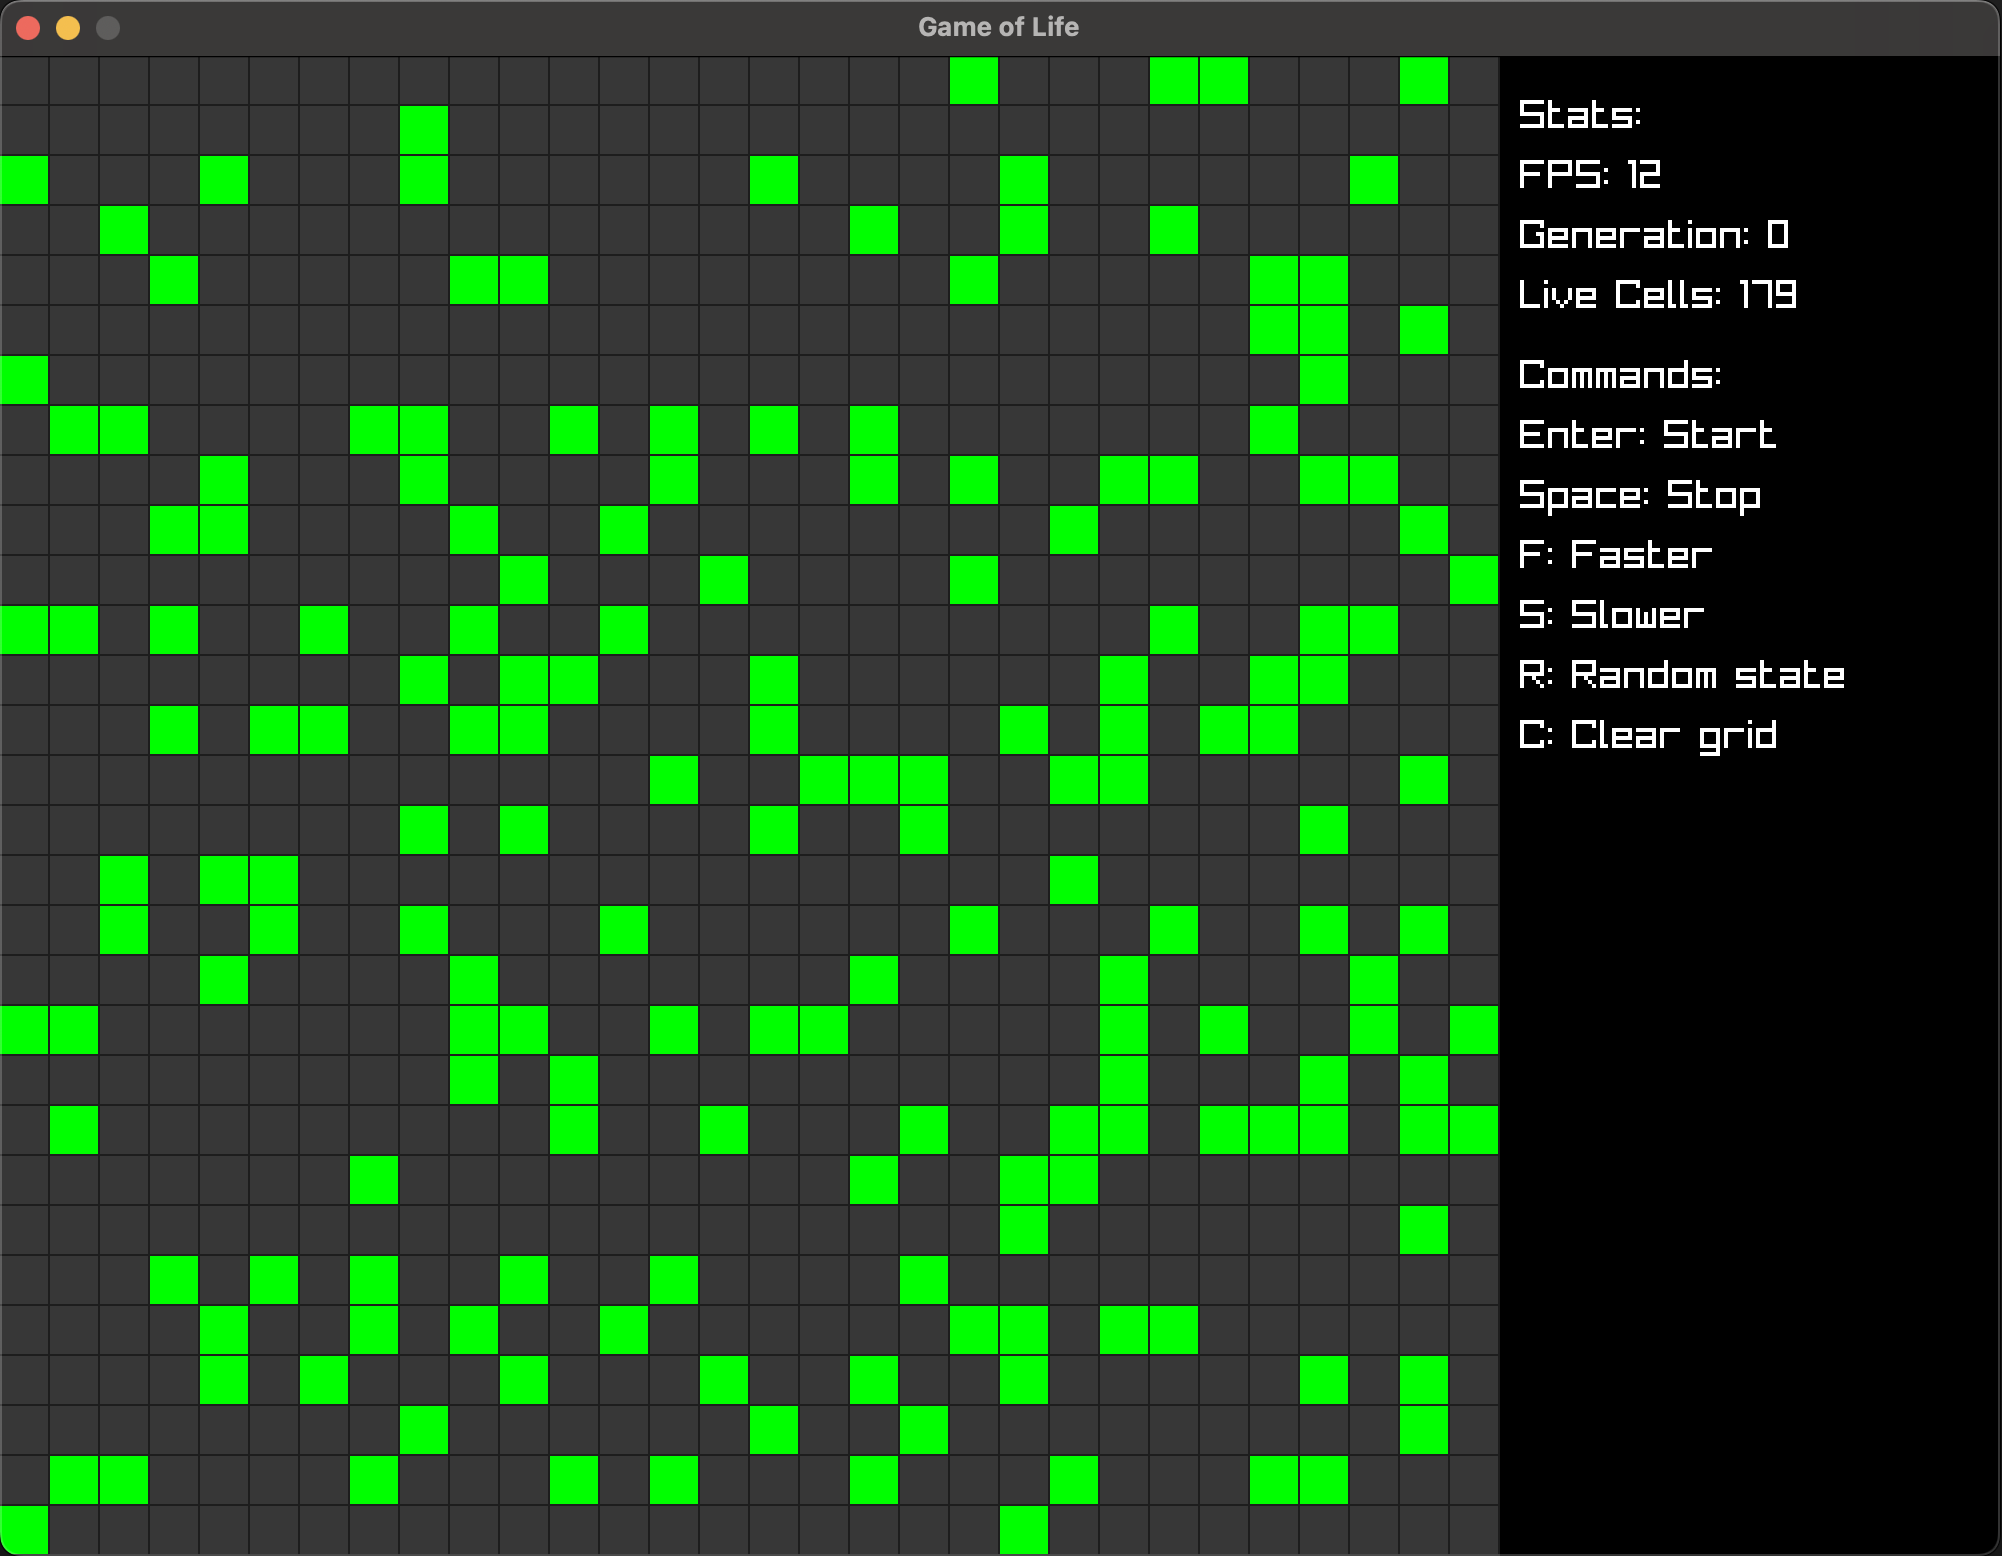 Game of Life
Stats:
FPS: 12
Generation: 0
Live Cells: 179
Commands:
Enter: Start
Space: Stop
F: Faster
S: Slower
R: Random state
C: Clear grid